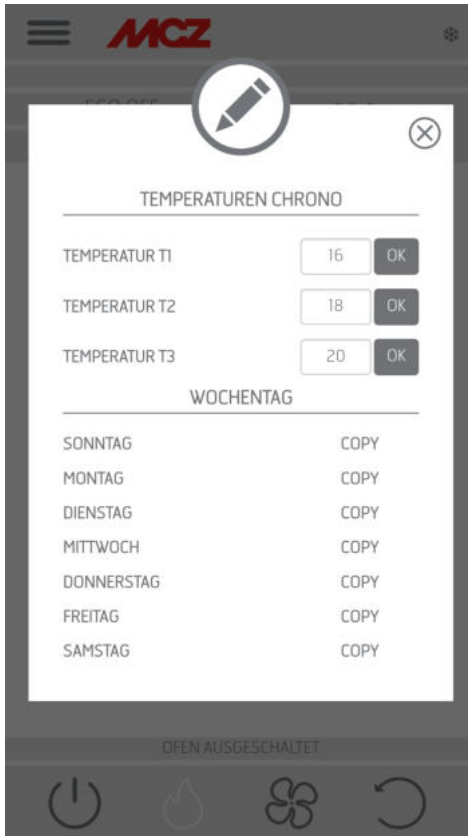 MCZ
TEMPERATUREN CHRONO
TEMPERATUR T1 16 OK
TEMPERATUR T2 18 OK
TEMPERATUR T3 20 OK
WOCHENTAG
SONNTAG COPY
MONTAG COPY
DIENSTAG COPY
MITTWOCH COPY
DONNERSTAG COPY
FREITAG COPY
SAMSTAG COPY
OFEN AUSGESCHALTET